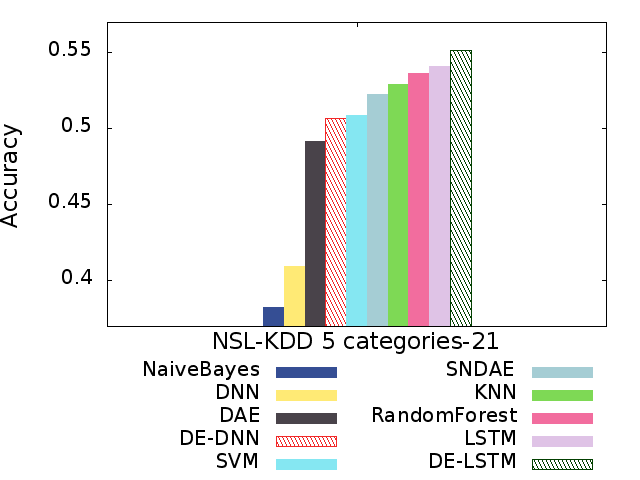 0.55
0.5
0.45
0.4
Accuracy
NSL-KDD 5 categories-21
NaiveBayes
DNN
DAE
DE-DNN
SVM
SNDAE
KNN
RandomForest
LSTM
DE-LSTM